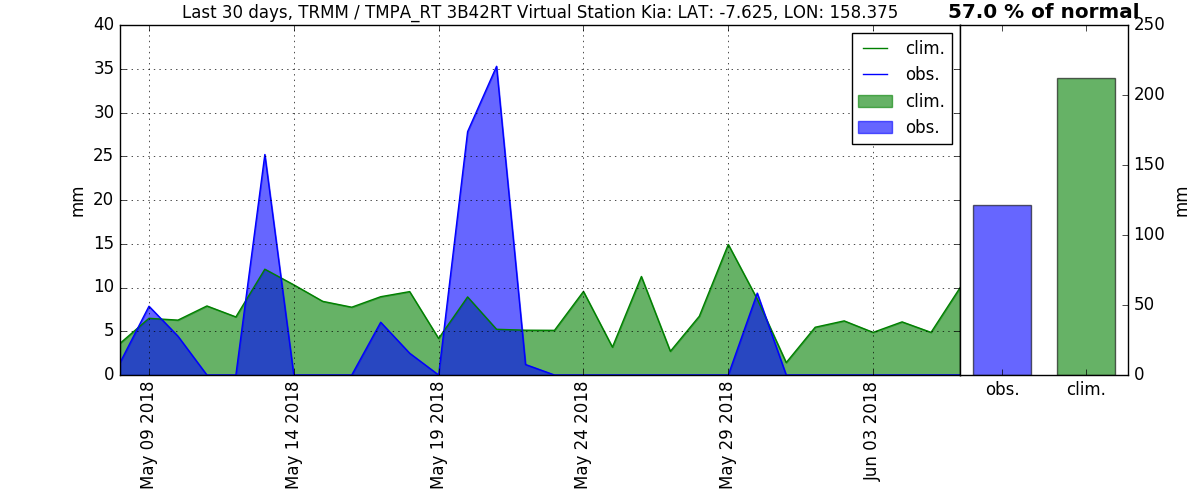 Last 30 days, TRMM / TMPA_RT 3B42RT Virtual Station Kia: LAT: -7.625, LON: 158.375
57.0 % of normal
40
35
30
25
20
15
10
5
0
mm
clim.
obs.
clim.
obs.
May 09 2018
May 14 2018
May 19 2018
May 24 2018
May 29 2018
Jun 03 2018
250
200
150
100
50
0
mm
obs.
clim.